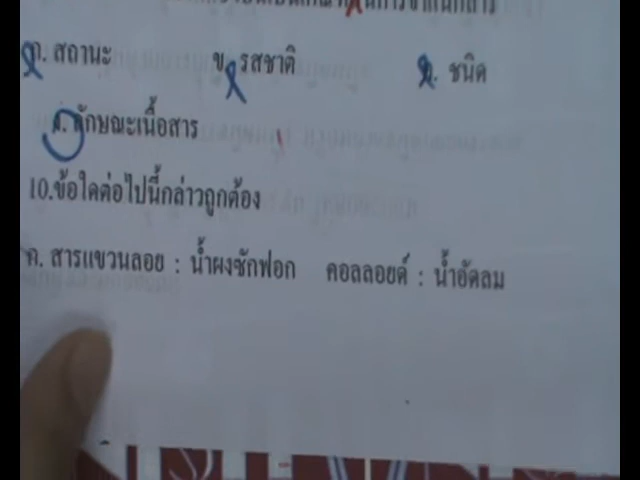 ก. สถานะ ข. รสชาติ ค. ชนิด
ง. ลักษณะเนื้อสาร
10.ข้อใดต่อไปนี้กล่าวถูกต้อง
ก. สารแขวนลอย : น้ำผงซักฟอก คอลลอยด์ : น้ำอัดลม